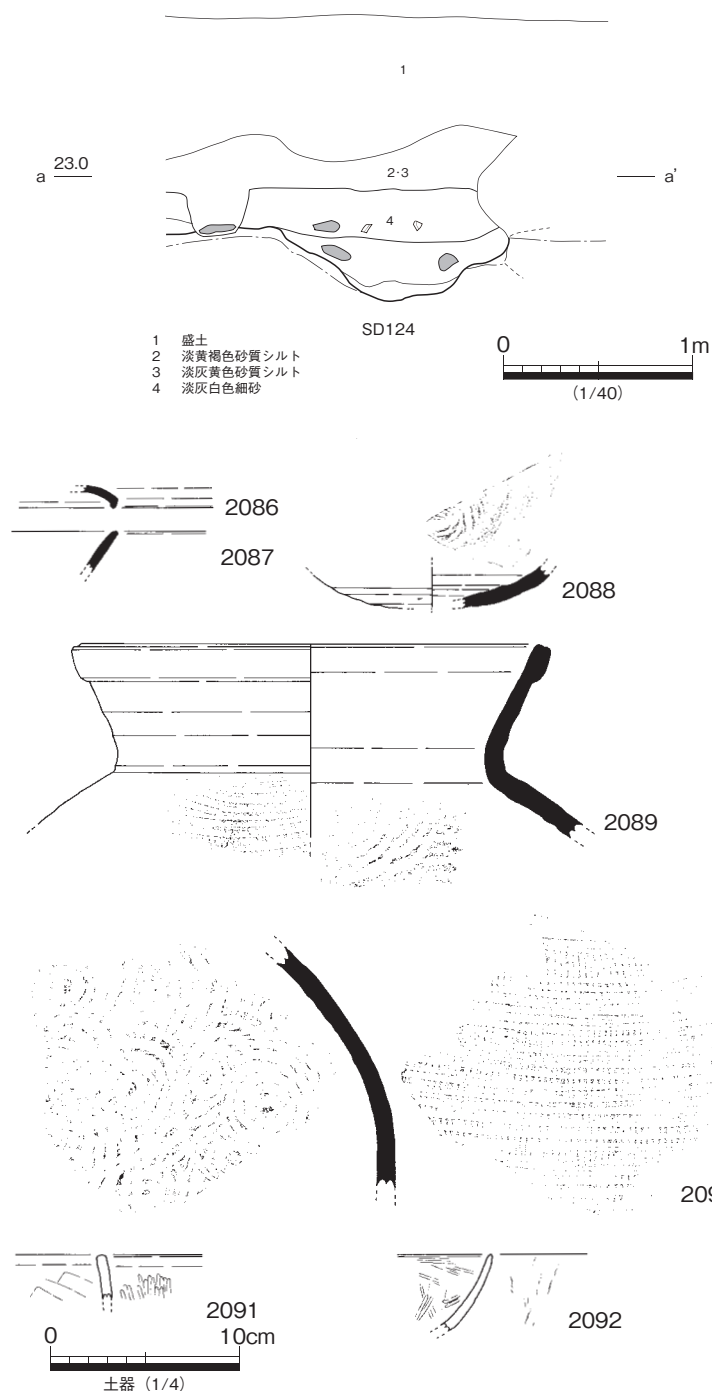 1
a 23.0
2·3
a'
4
SD124
1 盛土
2 淡黄褐色砂質シルト
3 淡灰黄色砂質シルト
4 淡灰白色細砂
0 1m
（1/40）
2086
2087
2088
2089
2091
2092
0 10cm
土器（1/4）